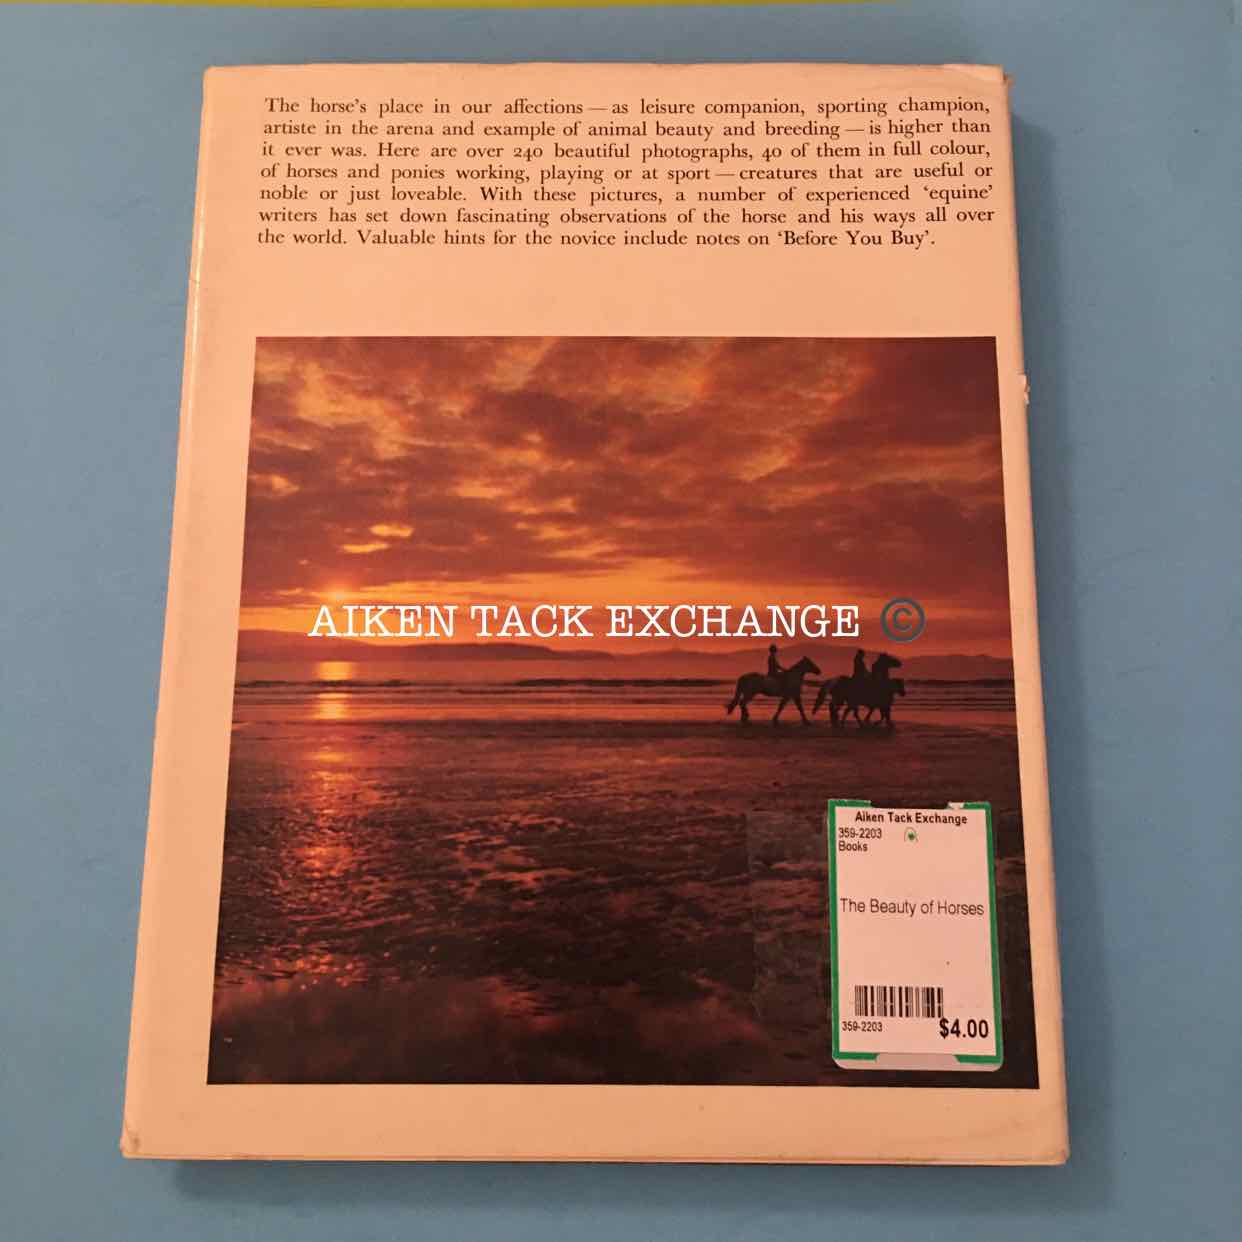 The horse's place in our affections — as leisure companion, sporting champion,
artiste in the arena and example of animal beauty and breeding — is higher than
it ever was. Here are over 240 beautiful photographs, 40 of them in full colour,
of horses and ponies working, playing or at sport — creatures that are useful or
noble or just loveable. With these pictures, a number of experienced 'equine'
writers has set down fascinating observations of the horse and his ways all over
the world. Valuable hints for the novice include notes on 'Before You Buy'.
AIKEN TACK EXCHANGE ©
Aiken Tack Exchange
359-2203
Books
The Beauty of Horses
359-2203 $4.00